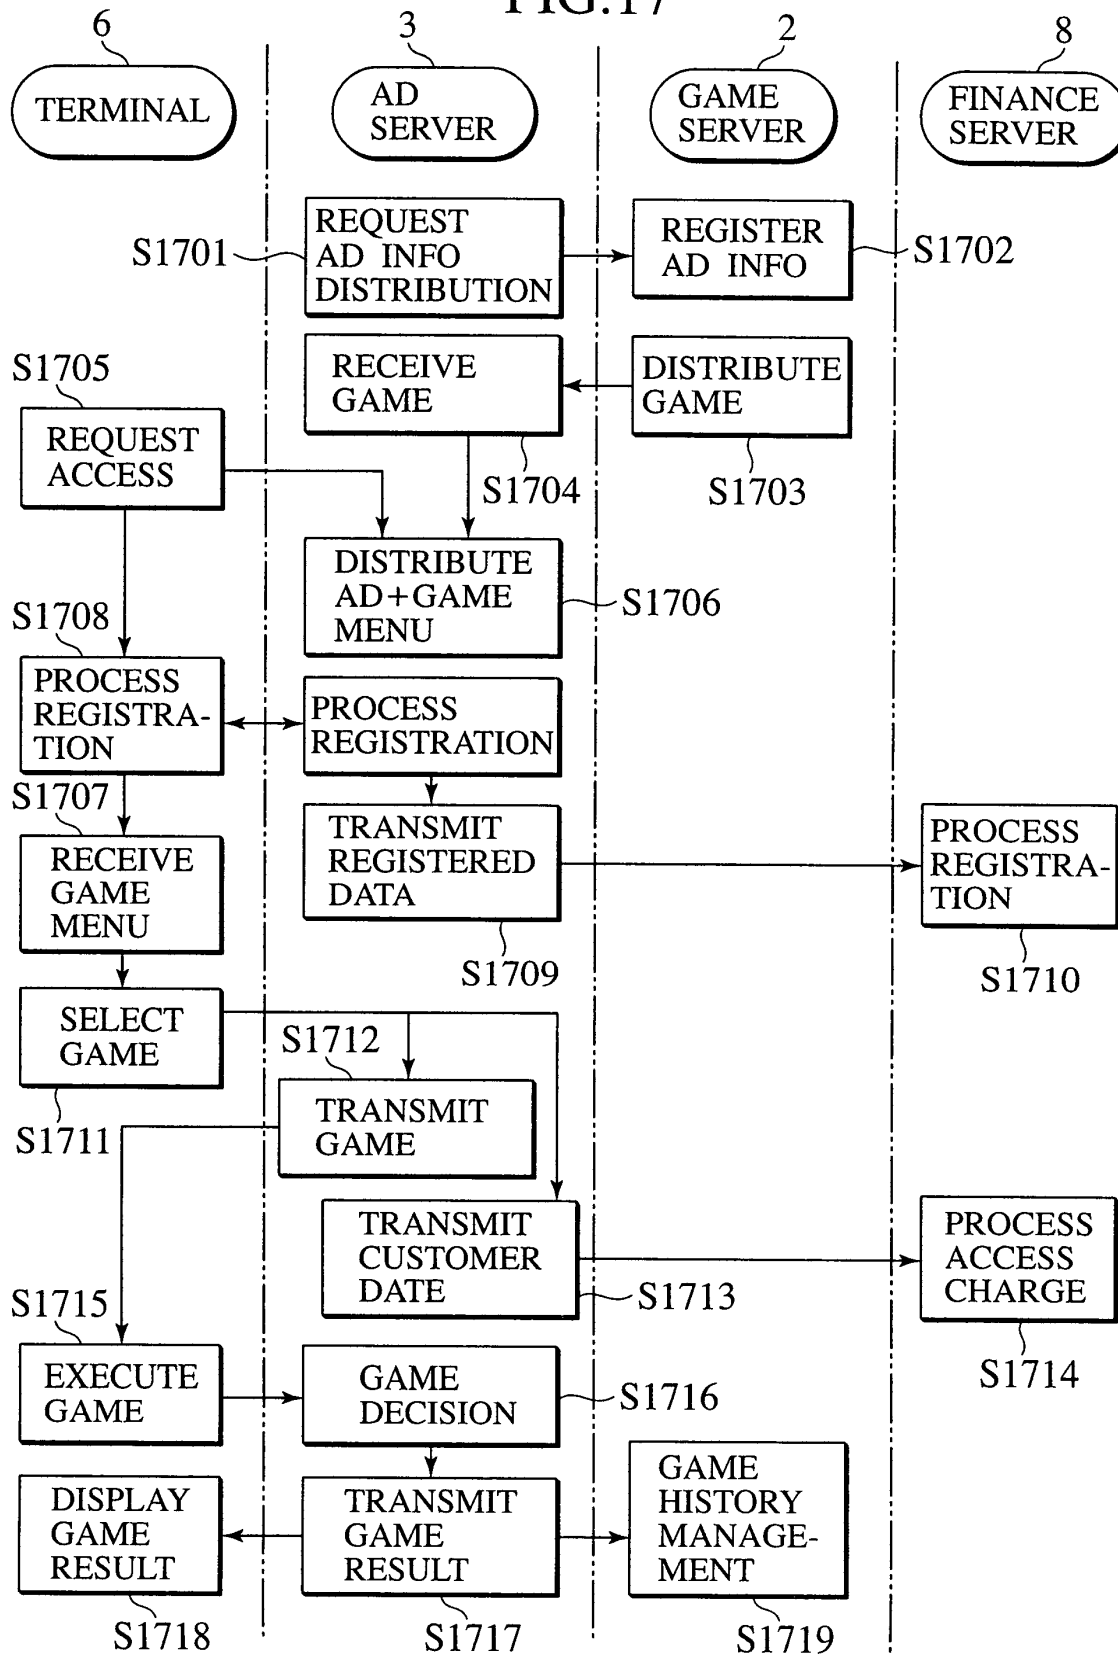 FIG.17
6
3
2
8
TERMINAL
AD
SERVER
GAME
SERVER
FINANCE
SERVER
REQUEST
AD INFO
DISTRIBUTION
S1701
REGISTER
AD INFO
S1702
S1705
REQUEST
ACCESS
RECEIVE
GAME
S1704
DISTRIBUTE
GAME
S1703
DISTRIBUTE
AD+GAME
MENU
S1706
S1708
PROCESS
REGISTRA-
TION
PROCESS
REGISTRATION
S1707
RECEIVE
GAME
MENU
TRANSMIT
REGISTERED
DATA
S1709
PROCESS
REGISTRA-
TION
S1710
SELECT
GAME
S1711
S1712
TRANSMIT
GAME
TRANSMIT
CUSTOMER
DATE
S1713
PROCESS
ACCESS
CHARGE
S1714
S1715
EXECUTE
GAME
GAME
DECISION
S1716
DISPLAY
GAME
RESULT
S1718
TRANSMIT
GAME
RESULT
S1717
GAME
HISTORY
MANAGE-
MENT
S1719